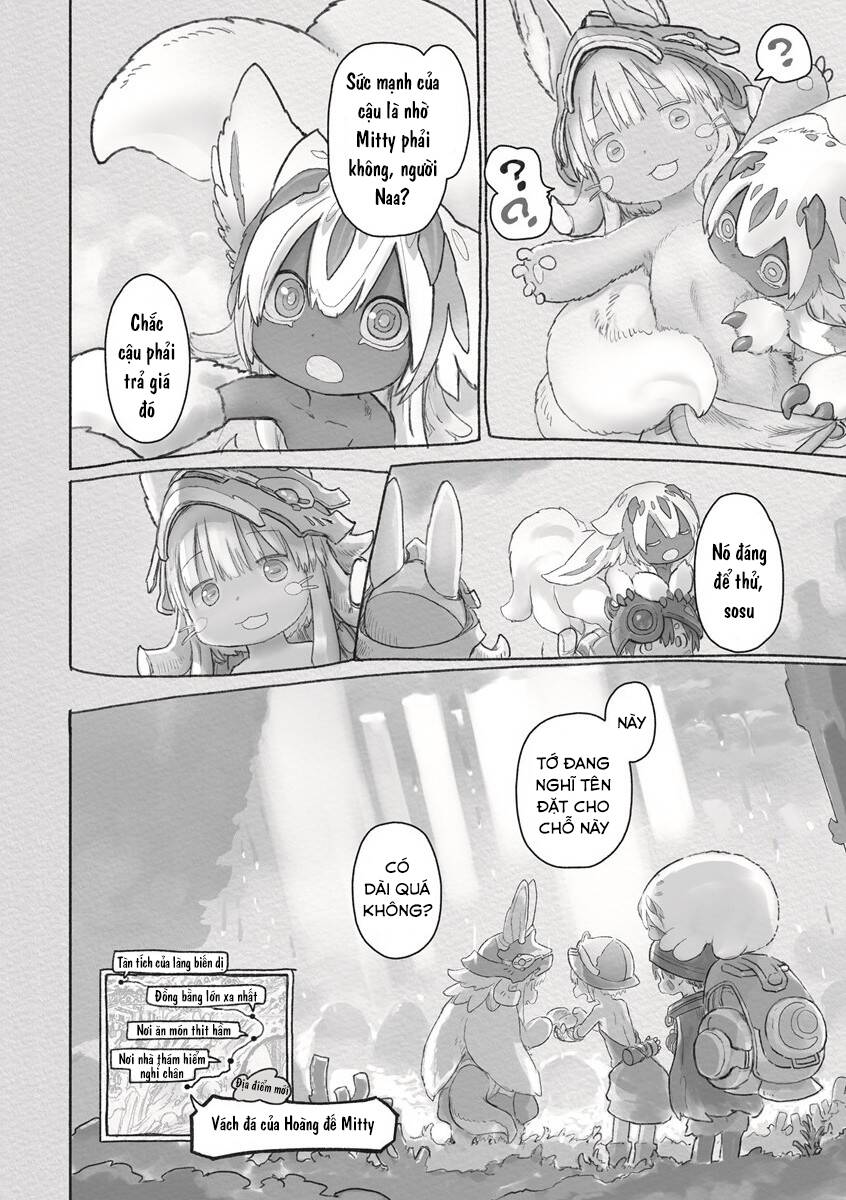 ?
?
?
Sức mạnh của
cậu là nhờ
Mitty phải
không, người
Naa?
Chắc
cậu phải
trả giá
đó
Nó đáng
để thử,
sosu
NÀY
TỚ ĐANG
NGHĨ TÊN
ĐẶT CHO
CHỖ NÀY
CÓ
DÀI QUÁ
KHÔNG?
Tàn tích của làng biến dị
Đồng bằng lớn xa nhất
Nơi ăn món thịt hầm
Nơi nhà thám hiểm
nghỉ chân
Địa điểm mới
Vách đá của Hoàng đế Mitty